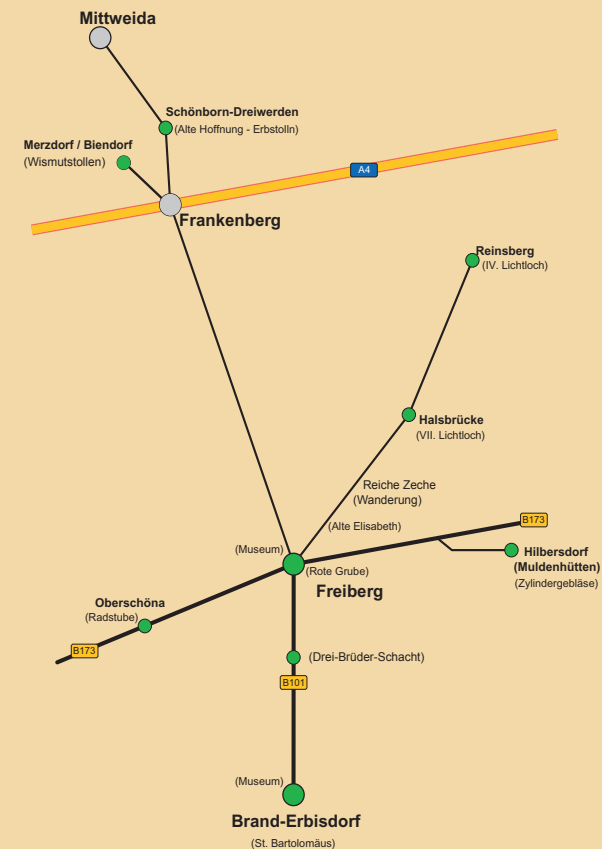 Mittweida
Schönborn-Dreiwerden
(Alte Hoffnung - Erbstolln)
Merzdorf / Biendorf
(Wismutstollen)
A4
Frankenberg
Reinsberg
(IV. Lichtloch)
Halsbrücke
(VII. Lichtloch)
Reiche Zeche
(Wanderung)
(Alte Elisabeth)
B173
(Museum)
Hilbersdorf
(Muldenhütten)
(Zylindergebläse)
(Rote Grube)
Freiberg
Oberschöna
(Radstube)
B173
(Drei-Brüder-Schacht)
B101
(Museum)
Brand-Erbisdorf
(St. Bartolomäus)